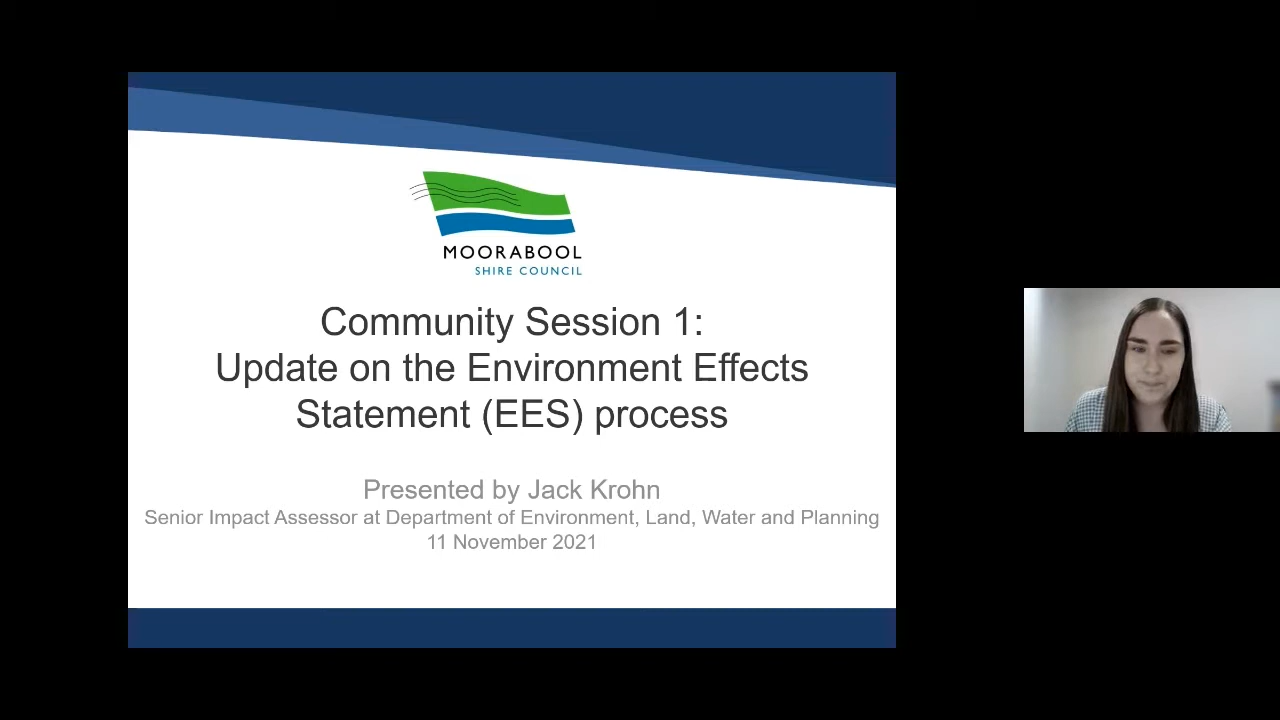 MOORABOOL
SHIRE COUNCIL
Community Session 1:
Update on the Environment Effects
Statement (EES) process
Presented by Jack Krohn
Senior Impact Assessor at Department of Environment, Land, Water and Planning
11 November 2021